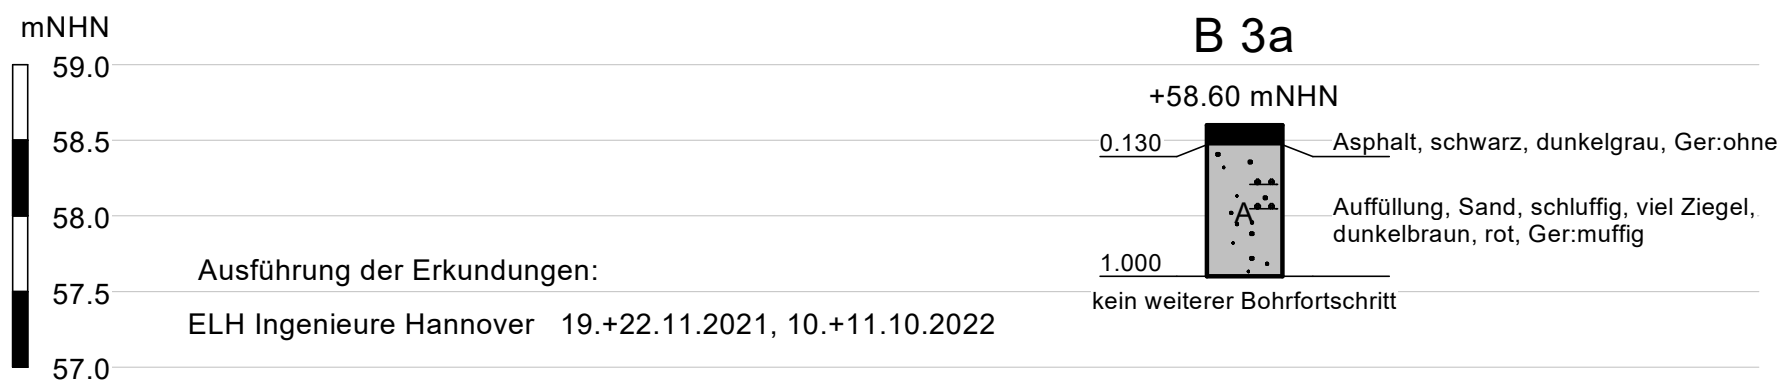 mNHN
59.0
58.5
58.0
57.5
57.0
Ausführung der Erkundungen:
ELH Ingenieure Hannover 19.+22.11.2021, 10.+11.10.2022
B 3a
+58.60 mNHN
0.130
Asphalt, schwarz, dunkelgrau, Ger:ohne
A
Auffüllung, Sand, schluffig, viel Ziegel,
dunkelbraun, rot, Ger:muffig
1.000
kein weiterer Bohrfortschritt